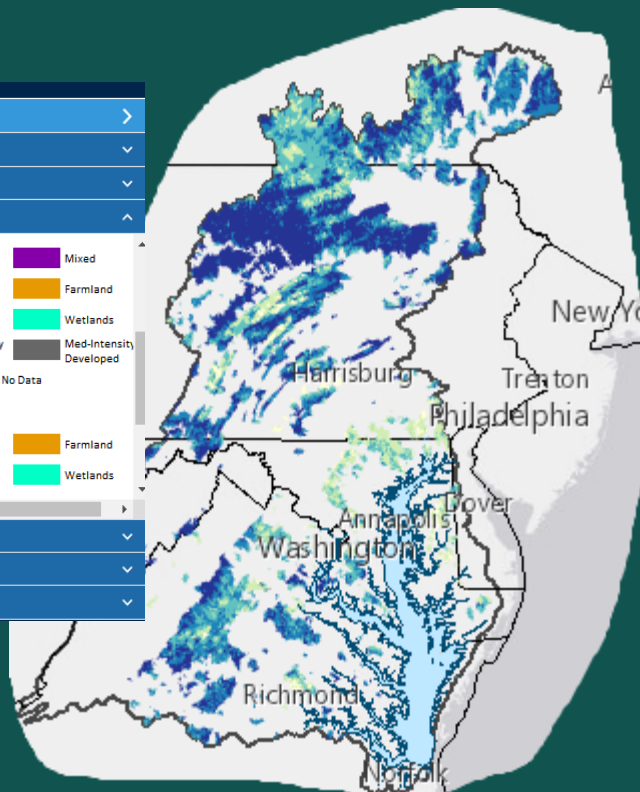 A
Mixed
Farmland
Wetlands
y
Med-Intensity
Developed
No Data
Farmland
Wetlands
New Yo
Harrisburg
Trenton
Philadelphia
Dover
Annapolis
Washington
Richmond
Norfolk